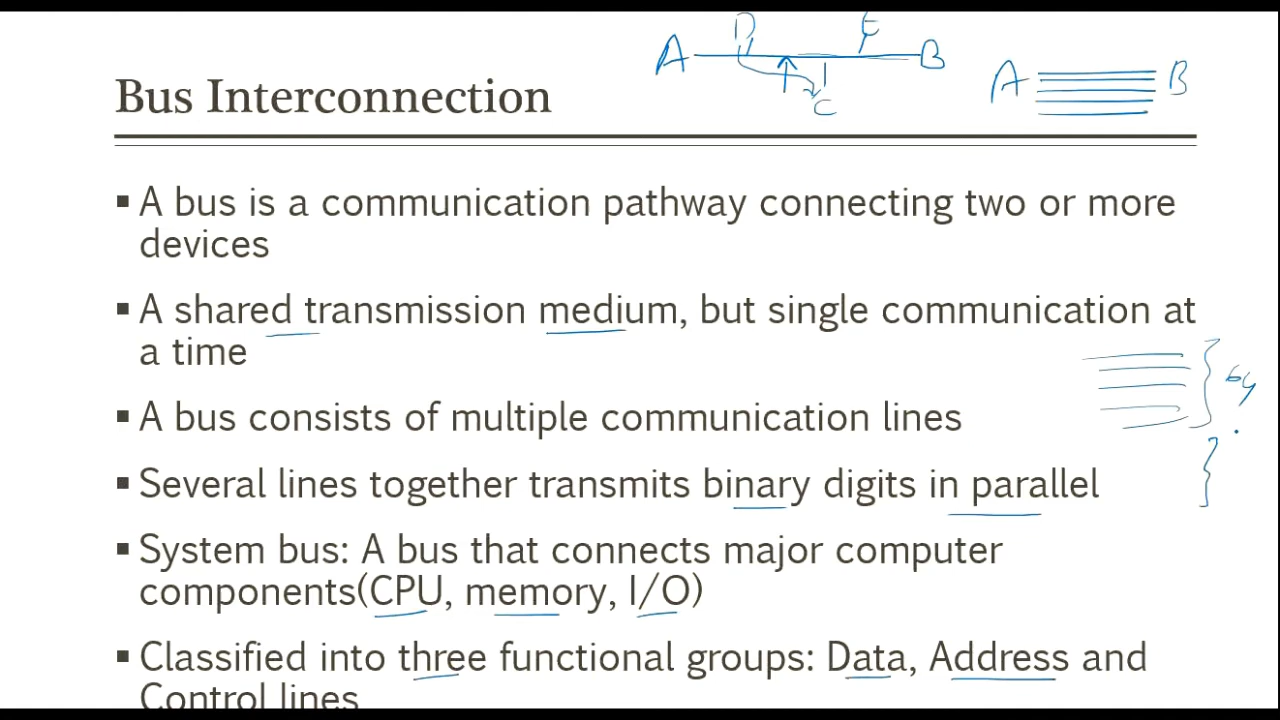 D E
A B
A B
C
Bus Interconnection
▪ A bus is a communication pathway connecting two or more
devices
▪ A shared transmission medium, but single communication at
a time
64
▪ A bus consists of multiple communication lines
▪ Several lines together transmits binary digits in parallel
▪ System bus: A bus that connects major computer
components(CPU, memory, I/O)
▪ Classified into three functional groups: Data, Address and
Control lines